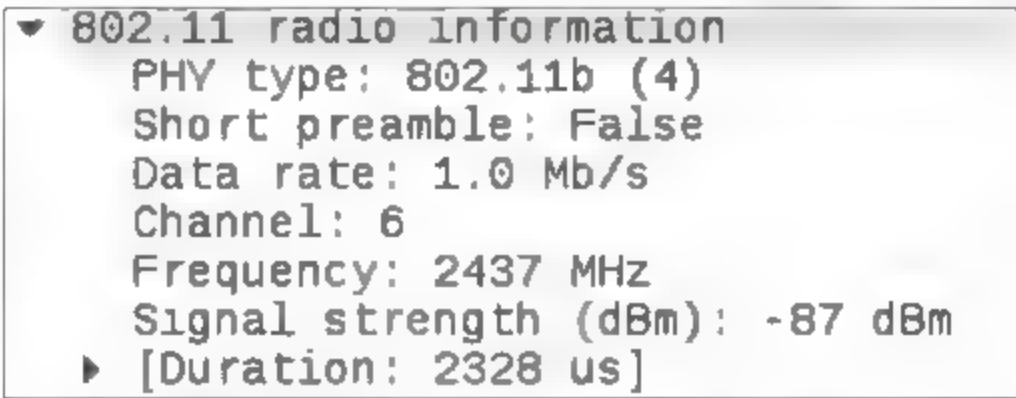 802.11 radio information
PHY type: 802.11b (4)
Short preamble: False
Data rate: 1.0 Mb/s
Channel: 6
Frequency: 2437 MHz
Signal strength (dBm): -87 dBm
[Duration: 2328 us]